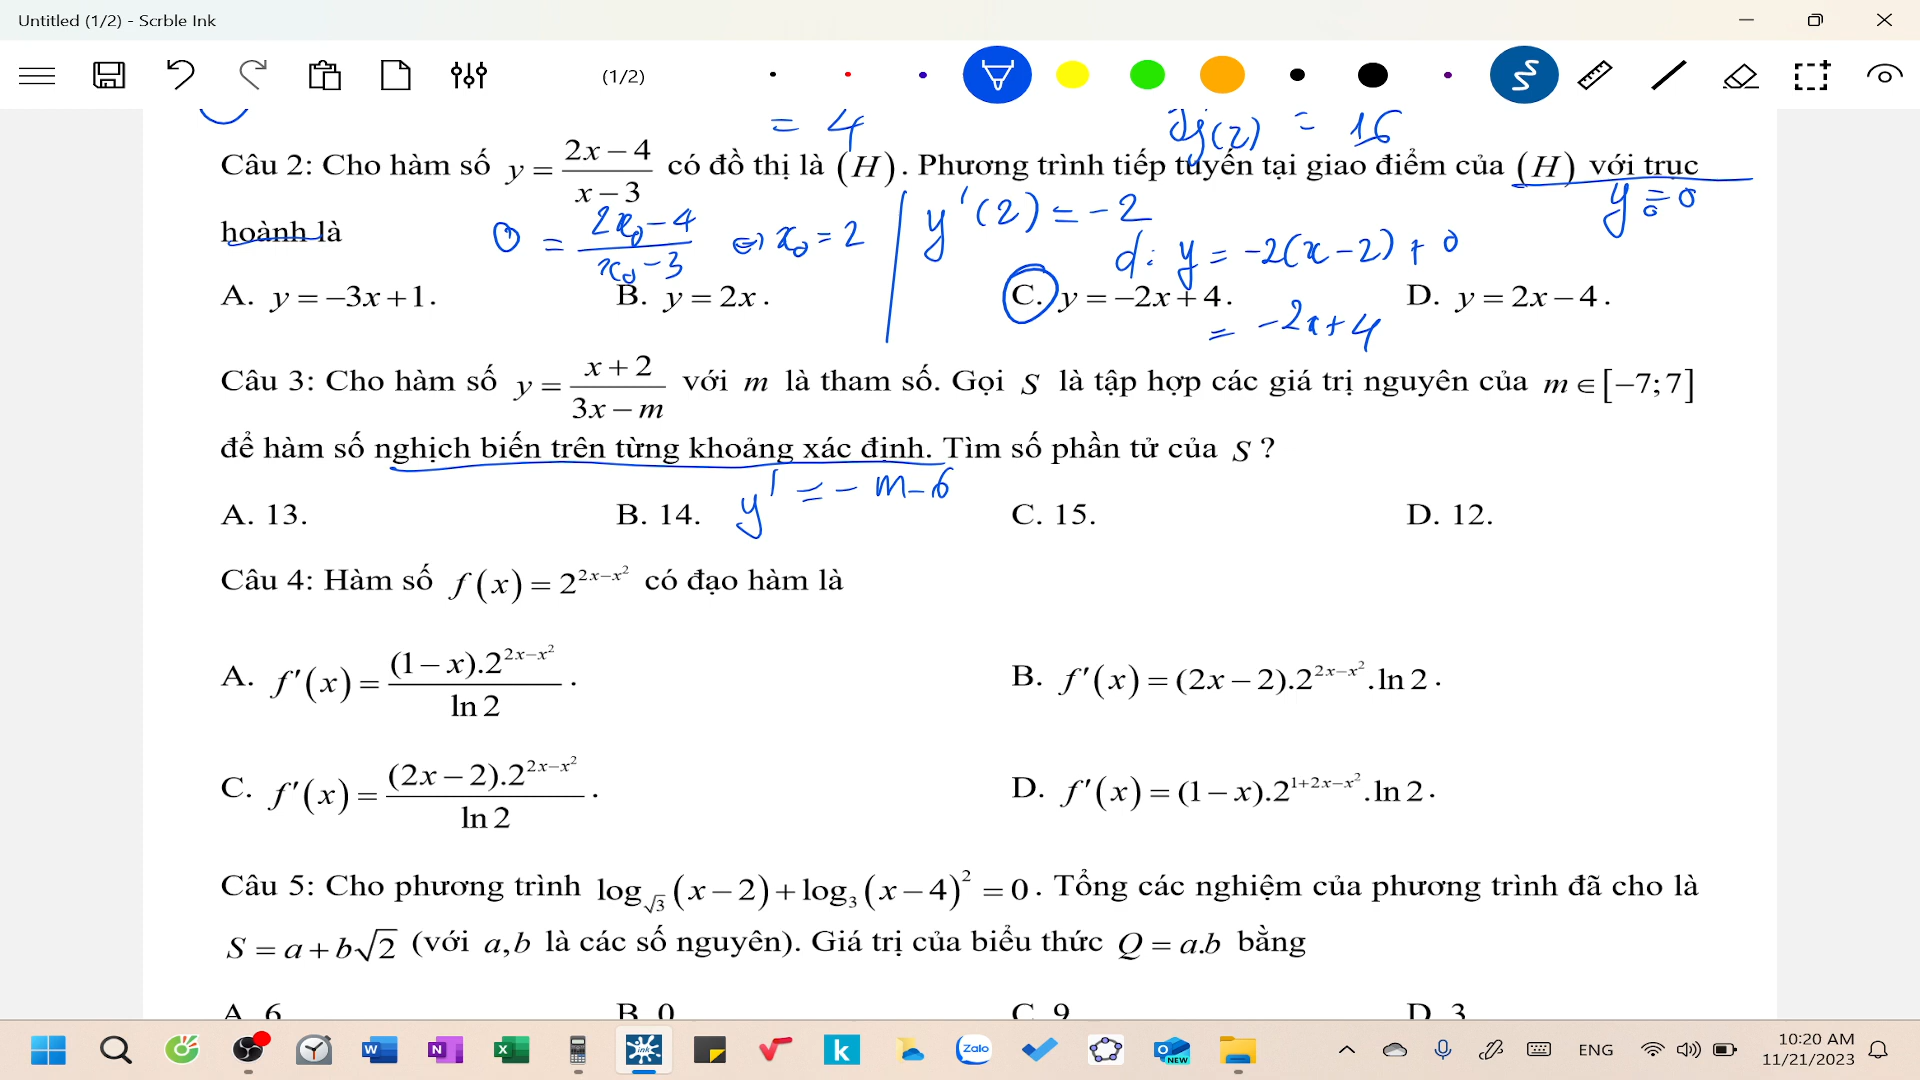 Untitled (1/2) - Scrble Ink
(1/2)
= 4
(2) = 16
Câu 2: Cho hàm số y = (2x − 4)/(x − 3) có đồ thị là (H). Phương trình tiếp tuyến tại giao điểm của (H) với trục
y = 0
hoành là
0 = (2x₀ − 4)/(x₀ − 3) ⇔ x₀ = 2
y'(2) = −2
d: y = −2(x − 2) + 0
A. y = −3x + 1.
B. y = 2x.
C. y = −2x + 4.
D. y = 2x − 4.
= −2x + 4
Câu 3: Cho hàm số y = (x + 2)/(3x − m) với m là tham số. Gọi S là tập hợp các giá trị nguyên của m ∈ [−7; 7]
để hàm số nghịch biến trên từng khoảng xác định. Tìm số phần tử của S ?
y' = − m − 6
A. 13.
B. 14.
C. 15.
D. 12.
Câu 4: Hàm số f(x) = 2^(2x−x²) có đạo hàm là
A. f′(x) = (1 − x).2^(2x−x²)/ln 2.
B. f′(x) = (2x − 2).2^(2x−x²).ln 2.
C. f′(x) = (2x − 2).2^(2x−x²)/ln 2.
D. f′(x) = (1 − x).2^(1+2x−x²).ln 2.
Câu 5: Cho phương trình log_√3 (x − 2) + log₃ (x − 4)² = 0. Tổng các nghiệm của phương trình đã cho là
S = a + b√2 (với a, b là các số nguyên). Giá trị của biểu thức Q = a.b bằng
A. 6
B. 0
C. 9
D. 3
Zalo
NEW
ENG
10:20 AM
11/21/2023